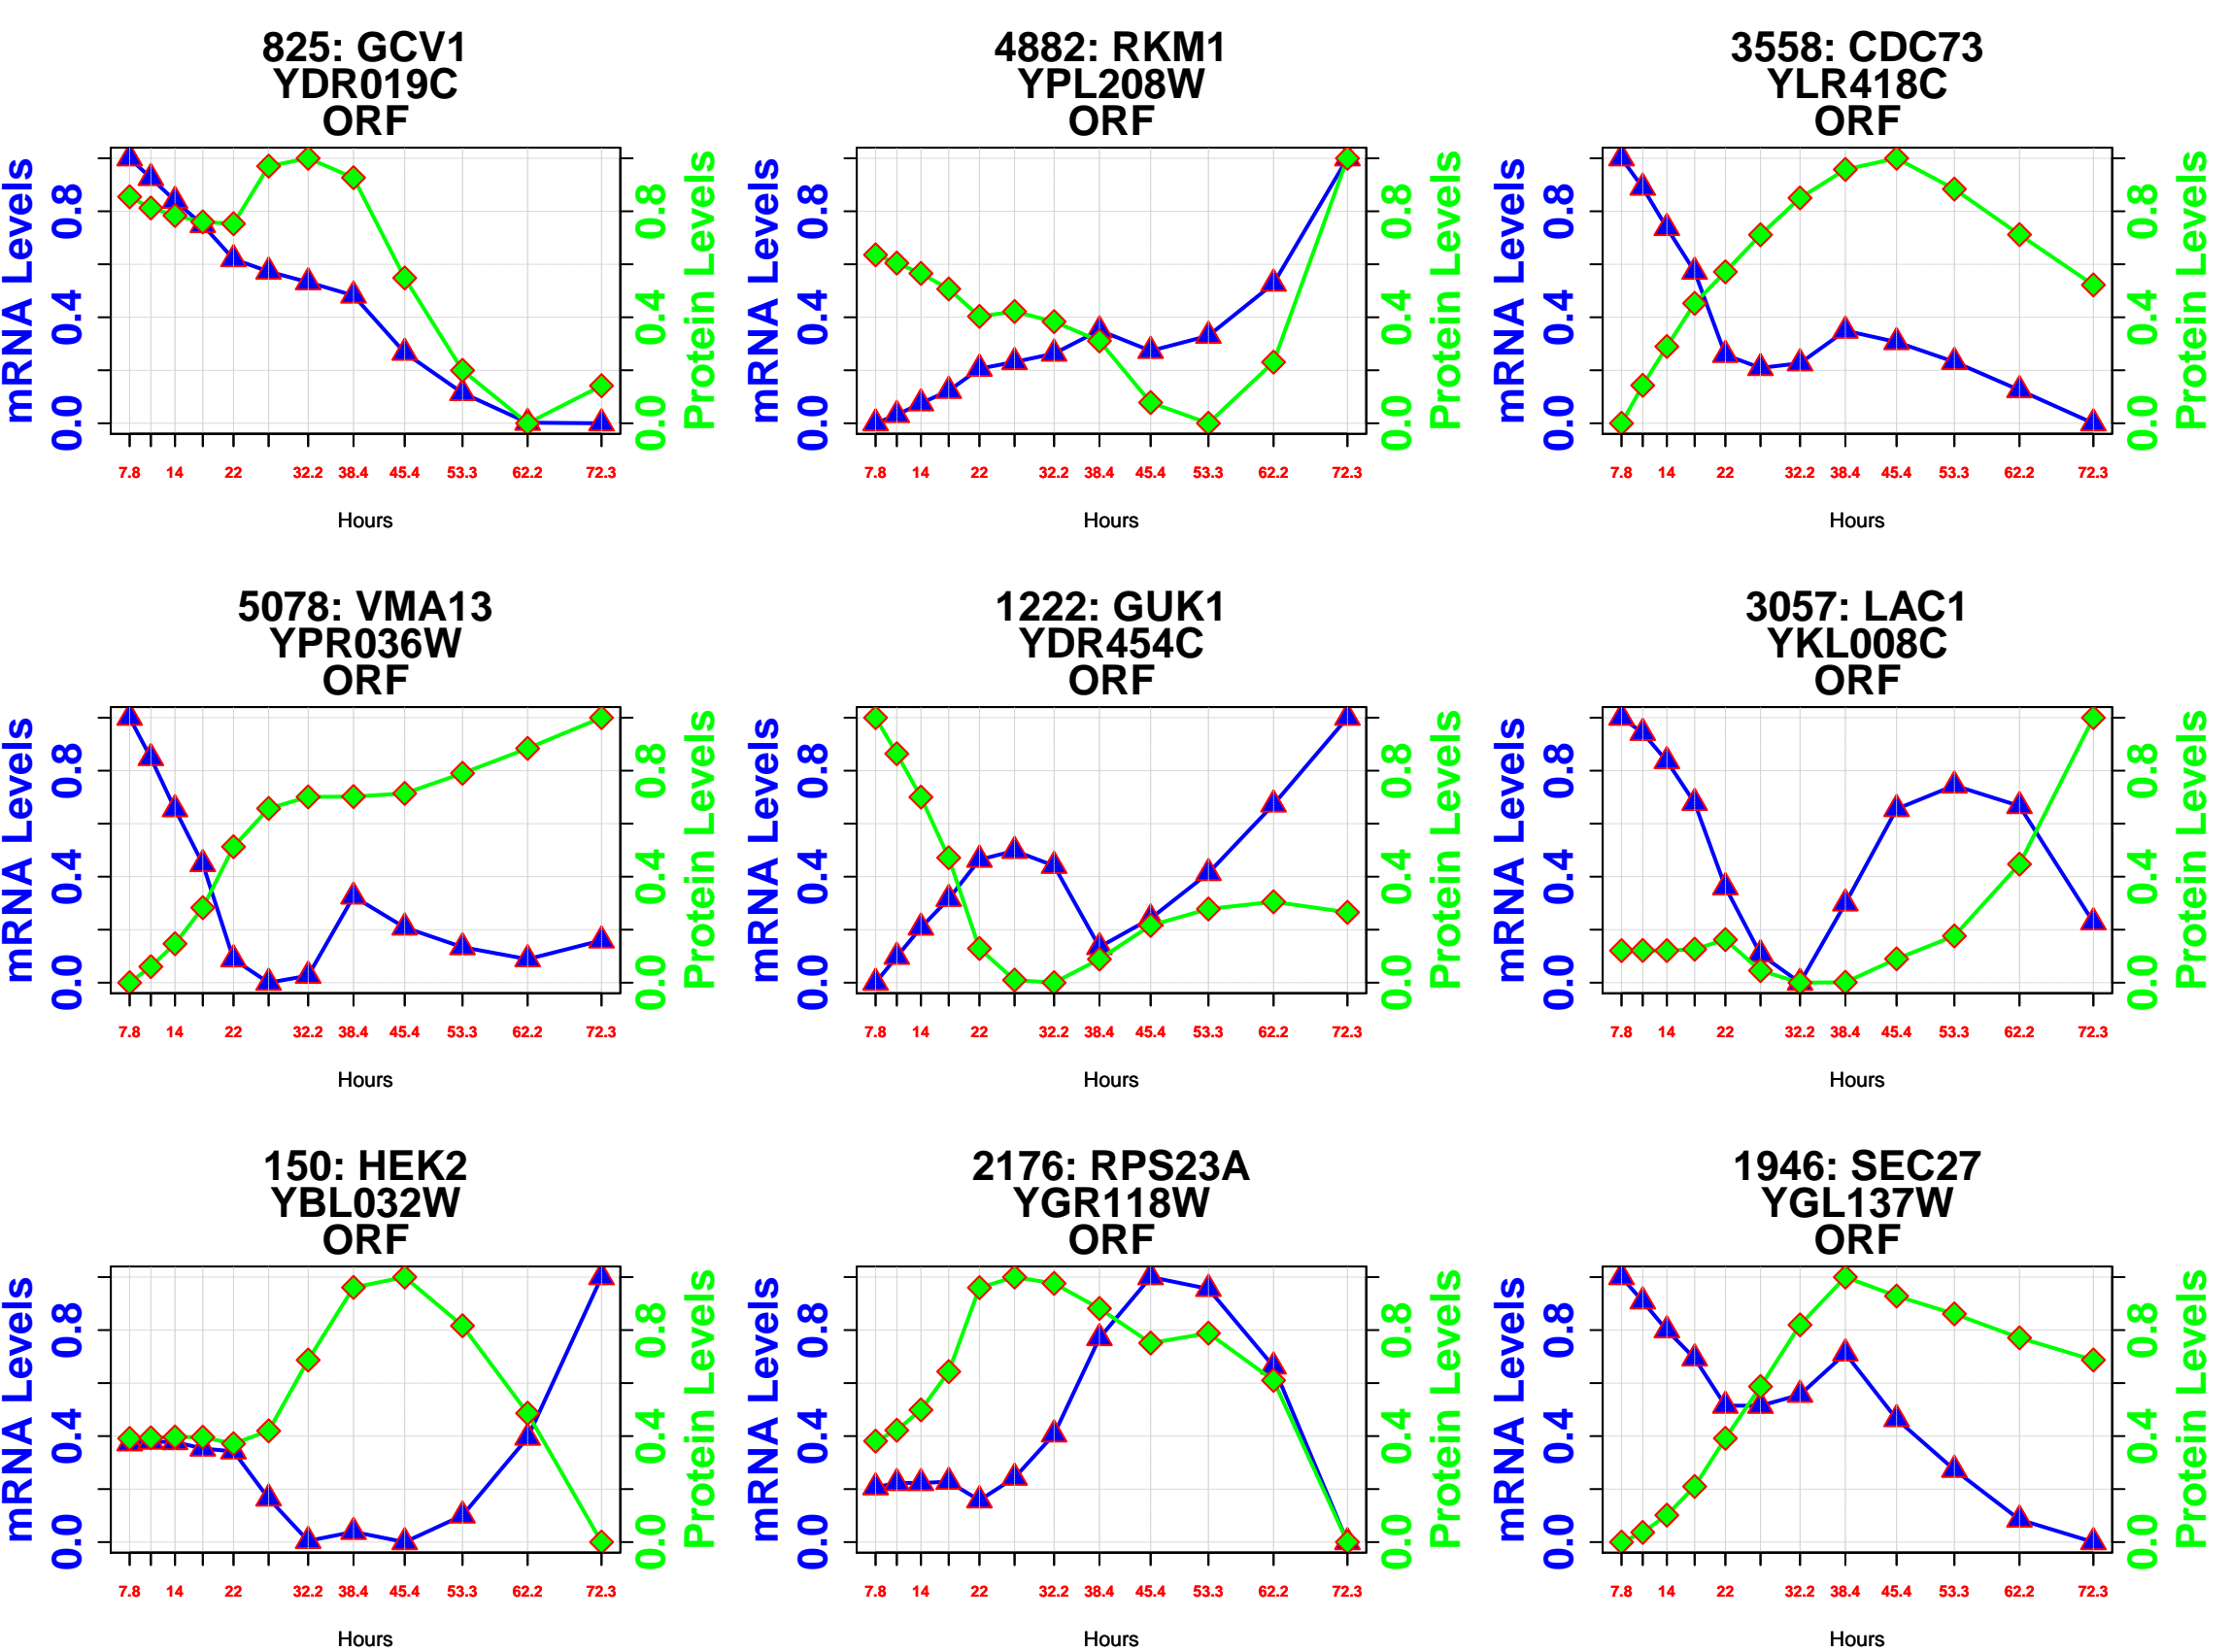 825: GCV1
YDR019C
ORF
mRNA Levels
0.0 0.4 0.8
0.0 0.4 0.8
Protein Levels
7.8 14 22 32.2 38.4 45.4 53.3 62.2 72.3
Hours
4882: RKM1
YPL208W
ORF
mRNA Levels
0.0 0.4 0.8
0.0 0.4 0.8
Protein Levels
7.8 14 22 32.2 38.4 45.4 53.3 62.2 72.3
Hours
3558: CDC73
YLR418C
ORF
mRNA Levels
0.0 0.4 0.8
0.0 0.4 0.8
Protein Levels
7.8 14 22 32.2 38.4 45.4 53.3 62.2 72.3
Hours
5078: VMA13
YPR036W
ORF
mRNA Levels
0.0 0.4 0.8
0.0 0.4 0.8
Protein Levels
7.8 14 22 32.2 38.4 45.4 53.3 62.2 72.3
Hours
1222: GUK1
YDR454C
ORF
mRNA Levels
0.0 0.4 0.8
0.0 0.4 0.8
Protein Levels
7.8 14 22 32.2 38.4 45.4 53.3 62.2 72.3
Hours
3057: LAC1
YKL008C
ORF
mRNA Levels
0.0 0.4 0.8
0.0 0.4 0.8
Protein Levels
7.8 14 22 32.2 38.4 45.4 53.3 62.2 72.3
Hours
150: HEK2
YBL032W
ORF
mRNA Levels
0.0 0.4 0.8
0.0 0.4 0.8
Protein Levels
7.8 14 22 32.2 38.4 45.4 53.3 62.2 72.3
Hours
2176: RPS23A
YGR118W
ORF
mRNA Levels
0.0 0.4 0.8
0.0 0.4 0.8
Protein Levels
7.8 14 22 32.2 38.4 45.4 53.3 62.2 72.3
Hours
1946: SEC27
YGL137W
ORF
mRNA Levels
0.0 0.4 0.8
0.0 0.4 0.8
Protein Levels
7.8 14 22 32.2 38.4 45.4 53.3 62.2 72.3
Hours